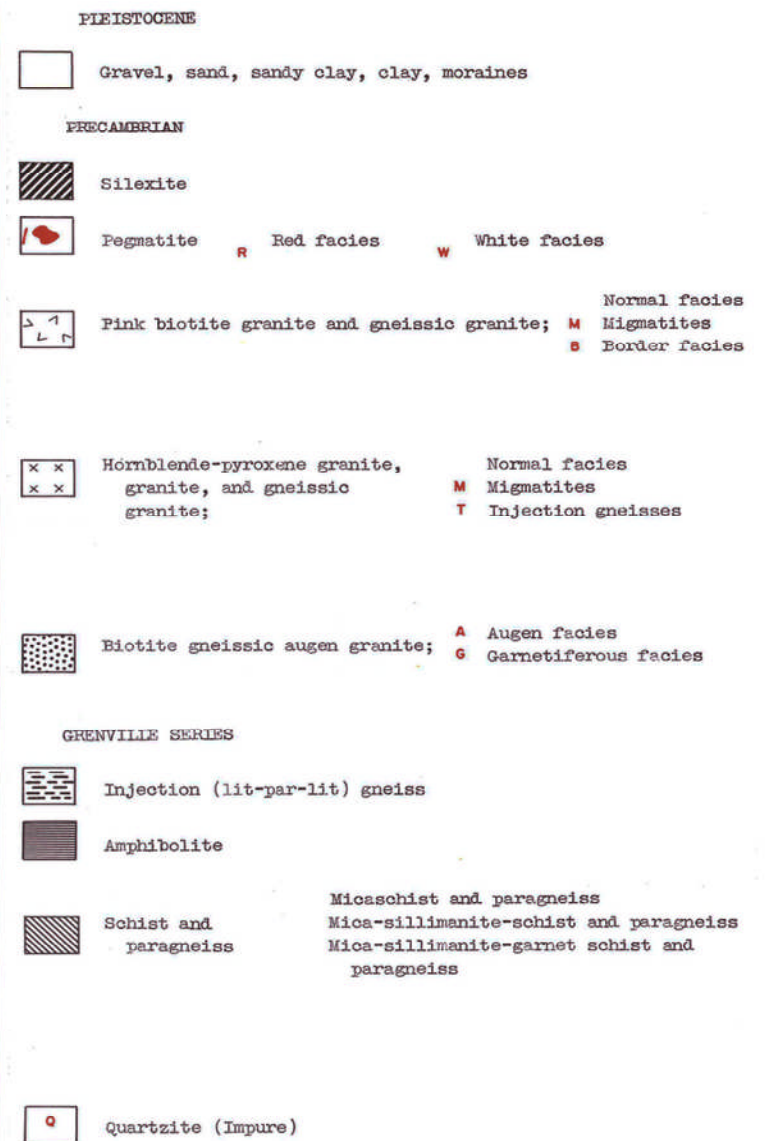 PLEISTOCENE
Gravel, sand, sandy clay, clay, moraines
PRECAMBRIAN
Silexite
Pegmatite R Red facies W White facies
Normal facies
Pink biotite granite and gneissic granite; M Migmatites
B Border facies
Hornblende-pyroxene granite, Normal facies
granite, and gneissic M Migmatites
granite; T Injection gneisses
A Augen facies
Biotite gneissic augen granite;
G Garnetiferous facies
GRENVILLE SERIES
Injection (lit-par-lit) gneiss
Amphibolite
Micaschist and paragneiss
Schist and Mica-sillimanite-schist and paragneiss
paragneiss Mica-sillimanite-garnet schist and
paragneiss
Q Quartzite (Impure)